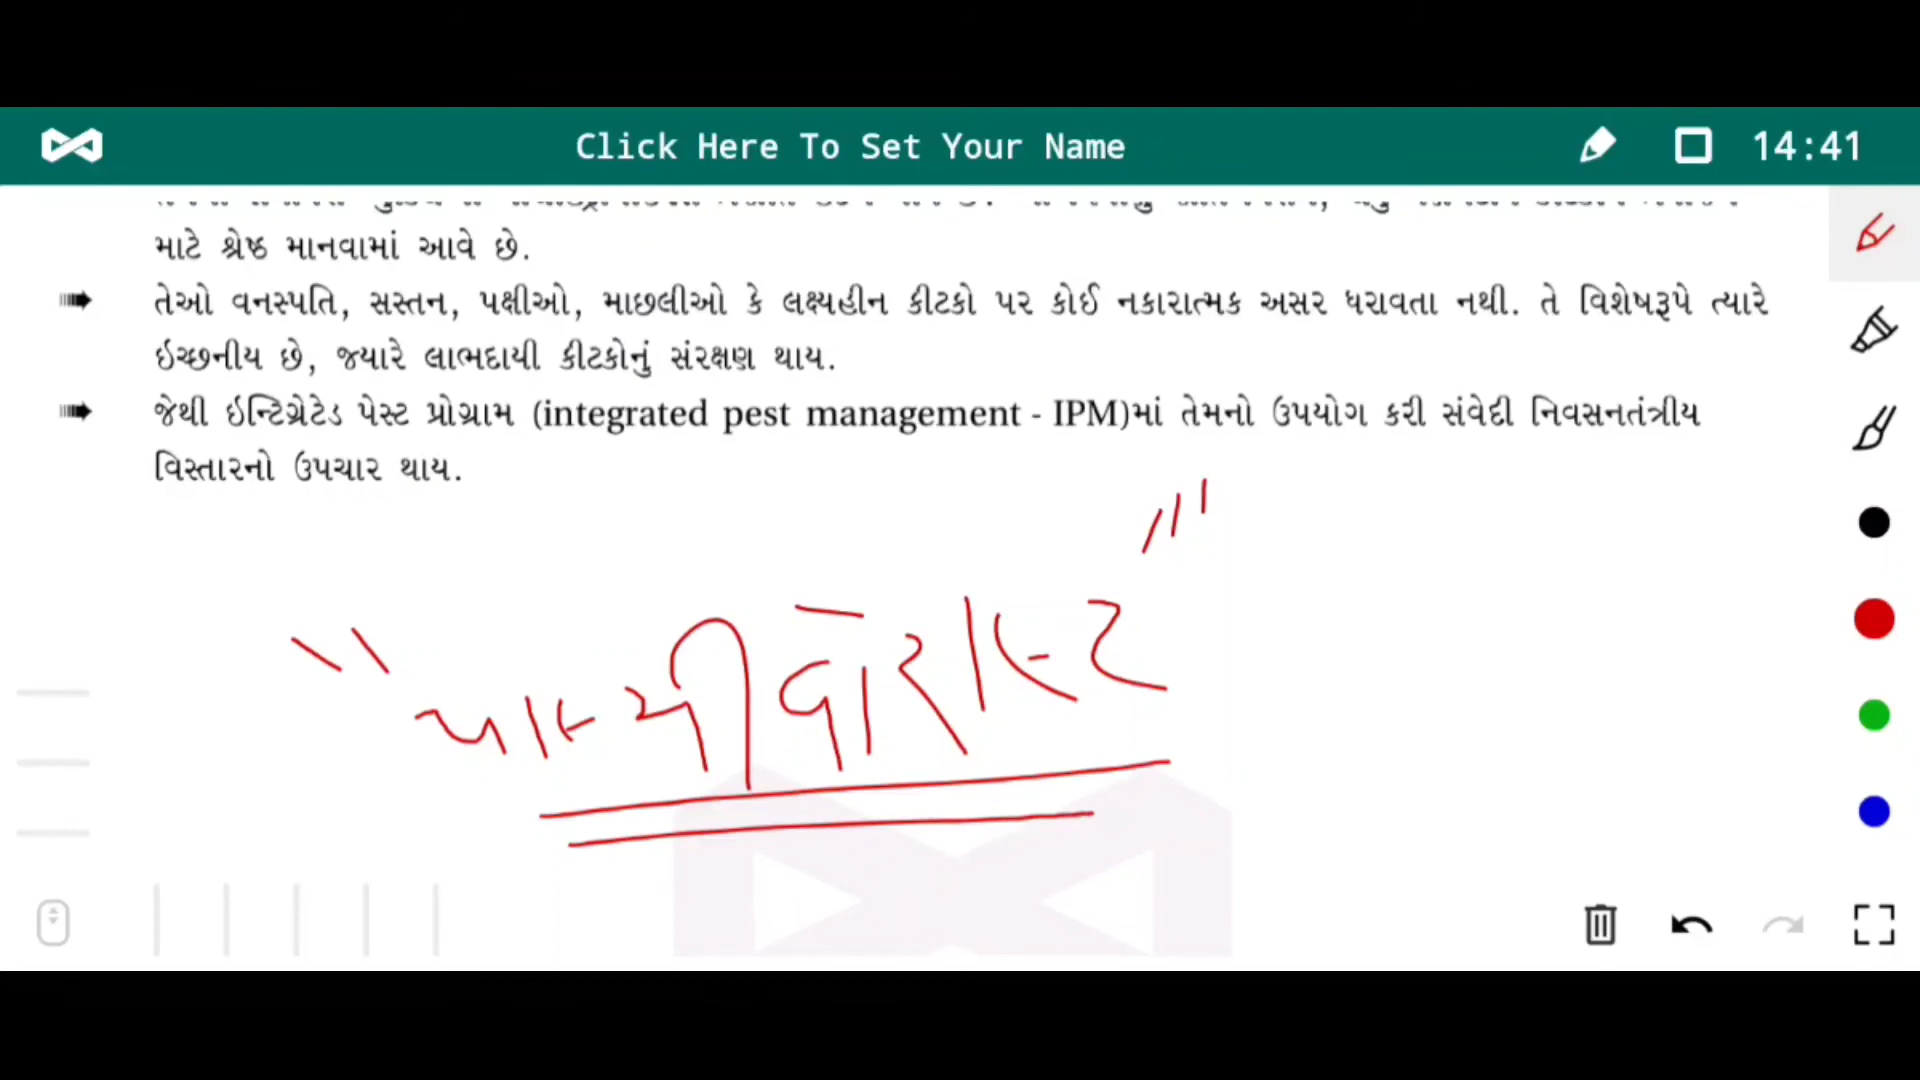 Click Here To Set Your Name
14:41
માટે શ્રેષ્ઠ માનવામાં આવે છે.
તેઓ વનસ્પતિ, સસ્તન, પક્ષીઓ, માછલીઓ કે લક્ષ્યહીન કીટકો પર કોઈ નકારાત્મક અસર ધરાવતા નથી. તે વિશેષરૂપે ત્યારે
ઇચ્છનીય છે, જ્યારે લાભદાયી કીટકોનું સંરક્ષણ થાય.
જેથી ઇન્ટિગ્રેટેડ પેસ્ટ પ્રોગ્રામ (integrated pest management - IPM)માં તેમનો ઉપયોગ કરી સંવેદી નિવસનતંત્રીય
વિસ્તારનો ઉપચાર થાય.